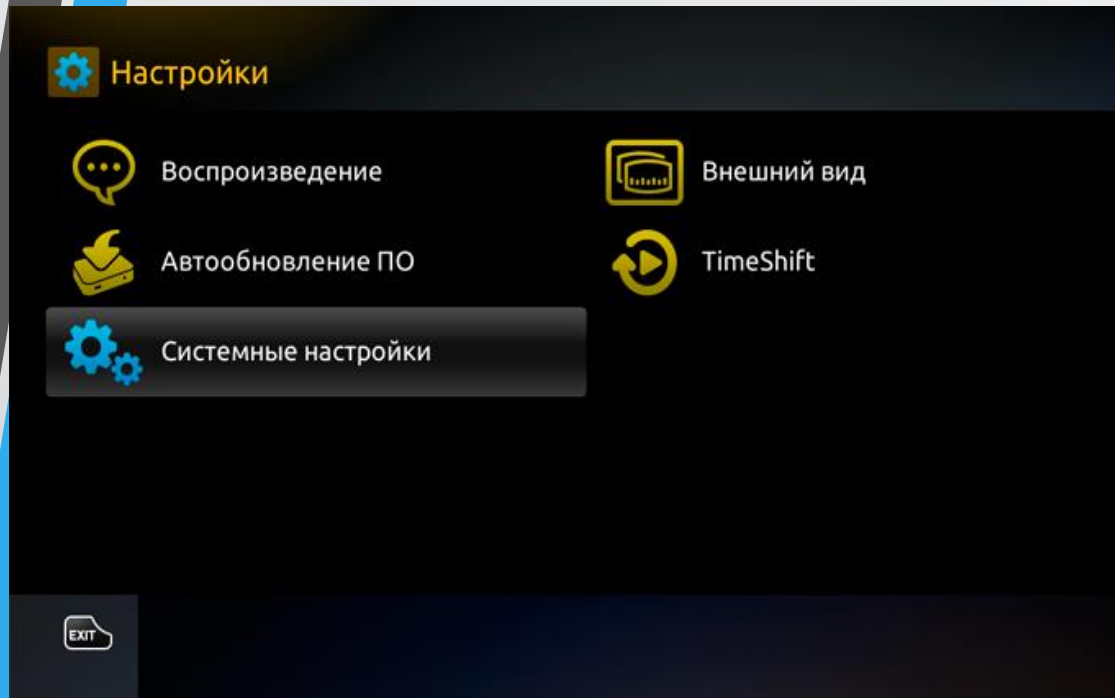 Настройки
Воспроизведение
Внешний вид
Автообновление ПО
TimeShift
Системные настройки
EXIT